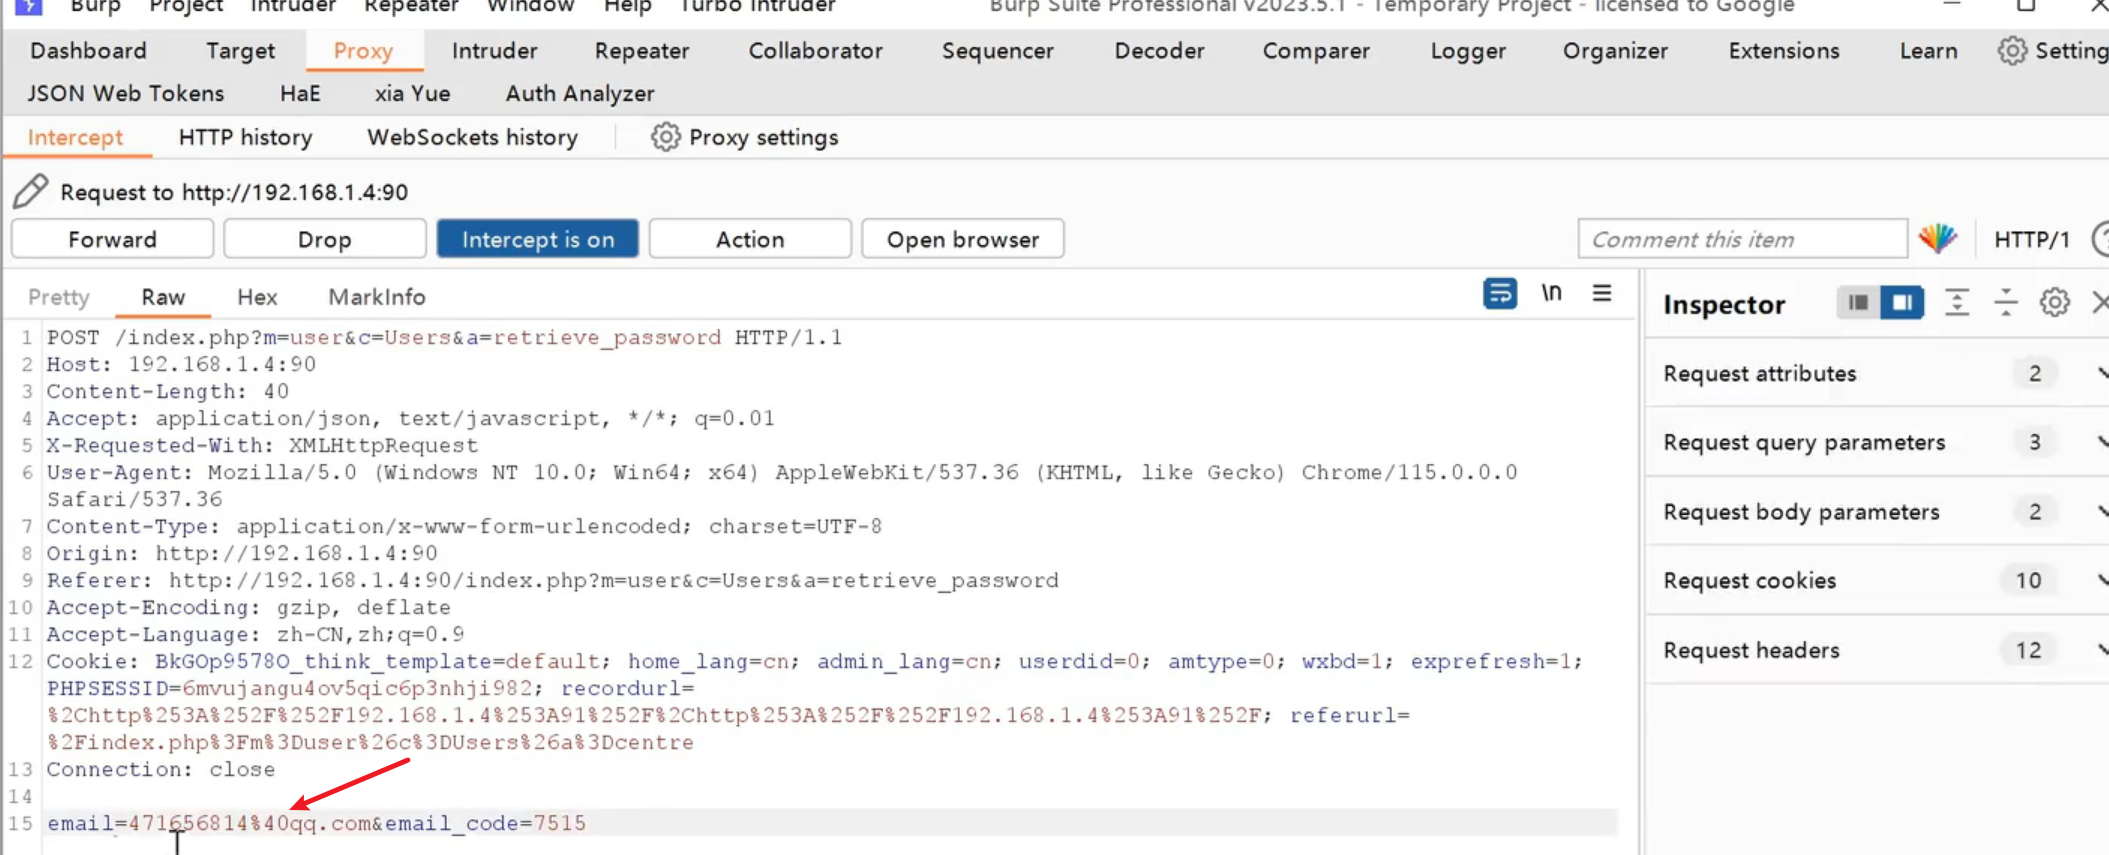 Burp Project Intruder Repeater Window Help Turbo Intruder Burp Suite Professional v2023.5.1 - Temporary Project - licensed to Google
Dashboard Target Proxy Intruder Repeater Collaborator Sequencer Decoder Comparer Logger Organizer Extensions Learn Setting
JSON Web Tokens HaE xia Yue Auth Analyzer
Intercept HTTP history WebSockets history Proxy settings
Request to http://192.168.1.4:90
Forward Drop Intercept is on Action Open browser Comment this item HTTP/1
Pretty Raw Hex MarkInfo \n
Inspector
Request attributes 2
Request query parameters 3
Request body parameters 2
Request cookies 10
Request headers 12
1 POST /index.php?m=user&c=Users&a=retrieve_password HTTP/1.1
2 Host: 192.168.1.4:90
3 Content-Length: 40
4 Accept: application/json, text/javascript, */*; q=0.01
5 X-Requested-With: XMLHttpRequest
6 User-Agent: Mozilla/5.0 (Windows NT 10.0; Win64; x64) AppleWebKit/537.36 (KHTML, like Gecko) Chrome/115.0.0.0
Safari/537.36
7 Content-Type: application/x-www-form-urlencoded; charset=UTF-8
8 Origin: http://192.168.1.4:90
9 Referer: http://192.168.1.4:90/index.php?m=user&c=Users&a=retrieve_password
10 Accept-Encoding: gzip, deflate
11 Accept-Language: zh-CN,zh;q=0.9
12 Cookie: BkGOp9578O_think_template=default; home_lang=cn; admin_lang=cn; userdid=0; amtype=0; wxbd=1; exprefresh=1;
PHPSESSID=6mvujangu4ov5qic6p3nhji982; recordurl=
%2Chttp%253A%252F%252F192.168.1.4%253A91%252F%2Chttp%253A%252F%252F192.168.1.4%253A91%252F; referurl=
%2Findex.php%3Fm%3Duser%26c%3DUsers%26a%3Dcentre
13 Connection: close
14
15 email=471656814%40qq.com&email_code=7515